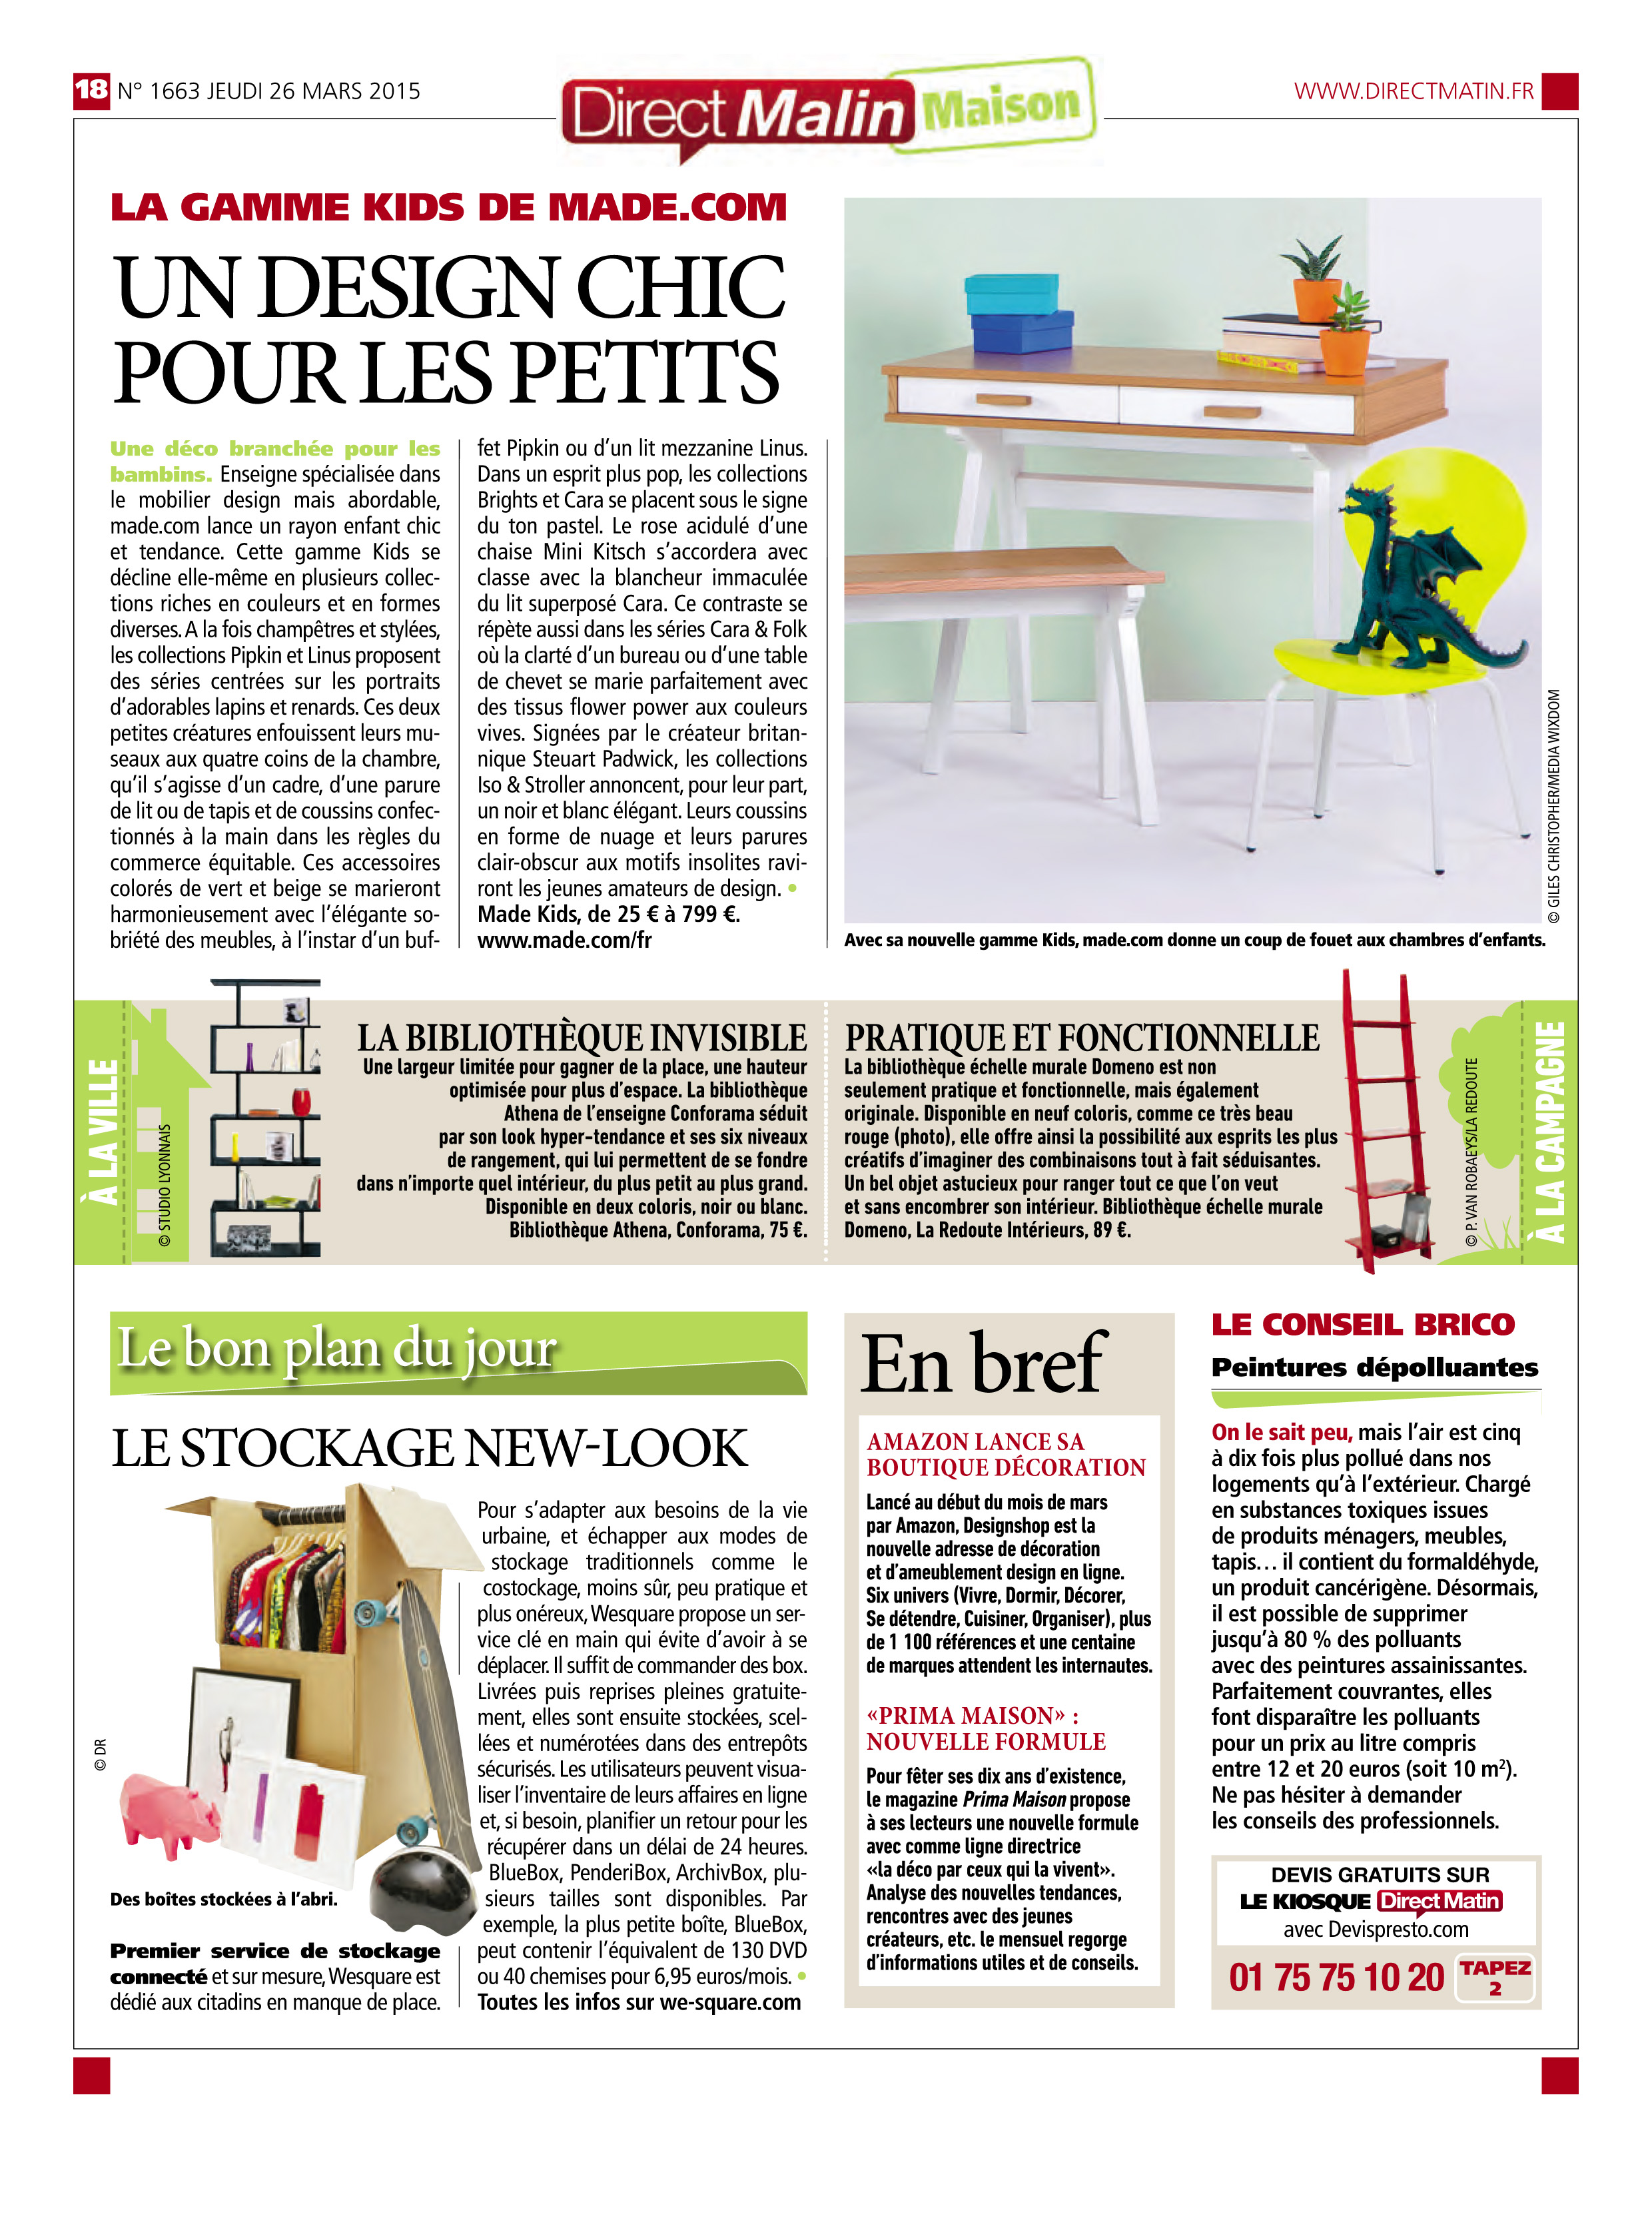 18 N° 1663 JEUDI 26 MARS 2015
Direct Malin Maison
WWW.DIRECTMATIN.FR
LA GAMME KIDS DE MADE.COM
UN DESIGN CHIC
POUR LES PETITS
Une déco branchée pour les
bambins. Enseigne spécialisée dans
le mobilier design mais abordable,
made.com lance un rayon enfant chic
et tendance. Cette gamme Kids se
décline elle-même en plusieurs collec-
tions riches en couleurs et en formes
diverses. A la fois champêtres et stylées,
les collections Pipkin et Linus proposent
des séries centrées sur les portraits
d'adorables lapins et renards. Ces deux
petites créatures enfouissent leurs mu-
seaux aux quatre coins de la chambre,
qu'il s'agisse d'un cadre, d'une parure
de lit ou de tapis et de coussins confec-
tionnés à la main dans les règles du
commerce équitable. Ces accessoires
colorés de vert et beige se marieront
harmonieusement avec l'élégante so-
briété des meubles, à l'instar d'un buf-
fet Pipkin ou d'un lit mezzanine Linus.
Dans un esprit plus pop, les collections
Brights et Cara se placent sous le signe
du ton pastel. Le rose acidulé d'une
chaise Mini Kitsch s'accordera avec
classe avec la blancheur immaculée
du lit superposé Cara. Ce contraste se
répète aussi dans les séries Cara & Folk
où la clarté d'un bureau ou d'une table
de chevet se marie parfaitement avec
des tissus flower power aux couleurs
vives. Signées par le créateur britan-
nique Steuart Padwick, les collections
Iso & Stroller annoncent, pour leur part,
un noir et blanc élégant. Leurs coussins
en forme de nuage et leurs parures
clair-obscur aux motifs insolites ravi-
ront les jeunes amateurs de design. •
Made Kids, de 25 € à 799 €.
www.made.com/fr
© GILES CHRISTOPHER/MEDIA WIXDOM
Avec sa nouvelle gamme Kids, made.com donne un coup de fouet aux chambres d'enfants.
À LA VILLE
© STUDIO LYONNAIS
LA BIBLIOTHÈQUE INVISIBLE
Une largeur limitée pour gagner de la place, une hauteur
optimisée pour plus d'espace. La bibliothèque
Athena de l'enseigne Conforama séduit
par son look hyper-tendance et ses six niveaux
de rangement, qui lui permettent de se fondre
dans n'importe quel intérieur, du plus petit au plus grand.
Disponible en deux coloris, noir ou blanc.
Bibliothèque Athena, Conforama, 75 €.
PRATIQUE ET FONCTIONNELLE
La bibliothèque échelle murale Domeno est non
seulement pratique et fonctionnelle, mais également
originale. Disponible en neuf coloris, comme ce très beau
rouge (photo), elle offre ainsi la possibilité aux esprits les plus
créatifs d'imaginer des combinaisons tout à fait séduisantes.
Un bel objet astucieux pour ranger tout ce que l'on veut
et sans encombrer son intérieur. Bibliothèque échelle murale
Domeno, La Redoute Intérieurs, 89 €.
© P. VAN ROBAEYS/LA REDOUTE
À LA CAMPAGNE
Le bon plan du jour
LE STOCKAGE NEW-LOOK
© DR
Des boîtes stockées à l'abri.
Premier service de stockage
connecté et sur mesure, Wesquare est
dédié aux citadins en manque de place.
Pour s'adapter aux besoins de la vie
urbaine, et échapper aux modes de
stockage traditionnels comme le
costockage, moins sûr, peu pratique et
plus onéreux, Wesquare propose un ser-
vice clé en main qui évite d'avoir à se
déplacer. Il suffit de commander des box.
Livrées puis reprises pleines gratuite-
ment, elles sont ensuite stockées, scel-
lées et numérotées dans des entrepôts
sécurisés. Les utilisateurs peuvent visua-
liser l'inventaire de leurs affaires en ligne
et, si besoin, planifier un retour pour les
récupérer dans un délai de 24 heures.
BlueBox, PenderiBox, ArchivBox, plu-
sieurs tailles sont disponibles. Par
exemple, la plus petite boîte, BlueBox,
peut contenir l'équivalent de 130 DVD
ou 40 chemises pour 6,95 euros/mois. •
Toutes les infos sur we-square.com
En bref
AMAZON LANCE SA
BOUTIQUE DÉCORATION
Lancé au début du mois de mars
par Amazon, Designshop est la
nouvelle adresse de décoration
et d'ameublement design en ligne.
Six univers (Vivre, Dormir, Décorer,
Se détendre, Cuisiner, Organiser), plus
de 1 100 références et une centaine
de marques attendent les internautes.
«PRIMA MAISON» :
NOUVELLE FORMULE
Pour fêter ses dix ans d'existence,
le magazine Prima Maison propose
à ses lecteurs une nouvelle formule
avec comme ligne directrice
«la déco par ceux qui la vivent».
Analyse des nouvelles tendances,
rencontres avec des jeunes
créateurs, etc. le mensuel regorge
d'informations utiles et de conseils.
LE CONSEIL BRICO
Peintures dépolluantes
On le sait peu, mais l'air est cinq
à dix fois plus pollué dans nos
logements qu'à l'extérieur. Chargé
en substances toxiques issues
de produits ménagers, meubles,
tapis… il contient du formaldéhyde,
un produit cancérigène. Désormais,
il est possible de supprimer
jusqu'à 80 % des polluants
avec des peintures assainissantes.
Parfaitement couvrantes, elles
font disparaître les polluants
pour un prix au litre compris
entre 12 et 20 euros (soit 10 m²).
Ne pas hésiter à demander
les conseils des professionnels.
DEVIS GRATUITS SUR
LE KIOSQUE Direct Matin
avec Devispresto.com
01 75 75 10 20 TAPEZ
2